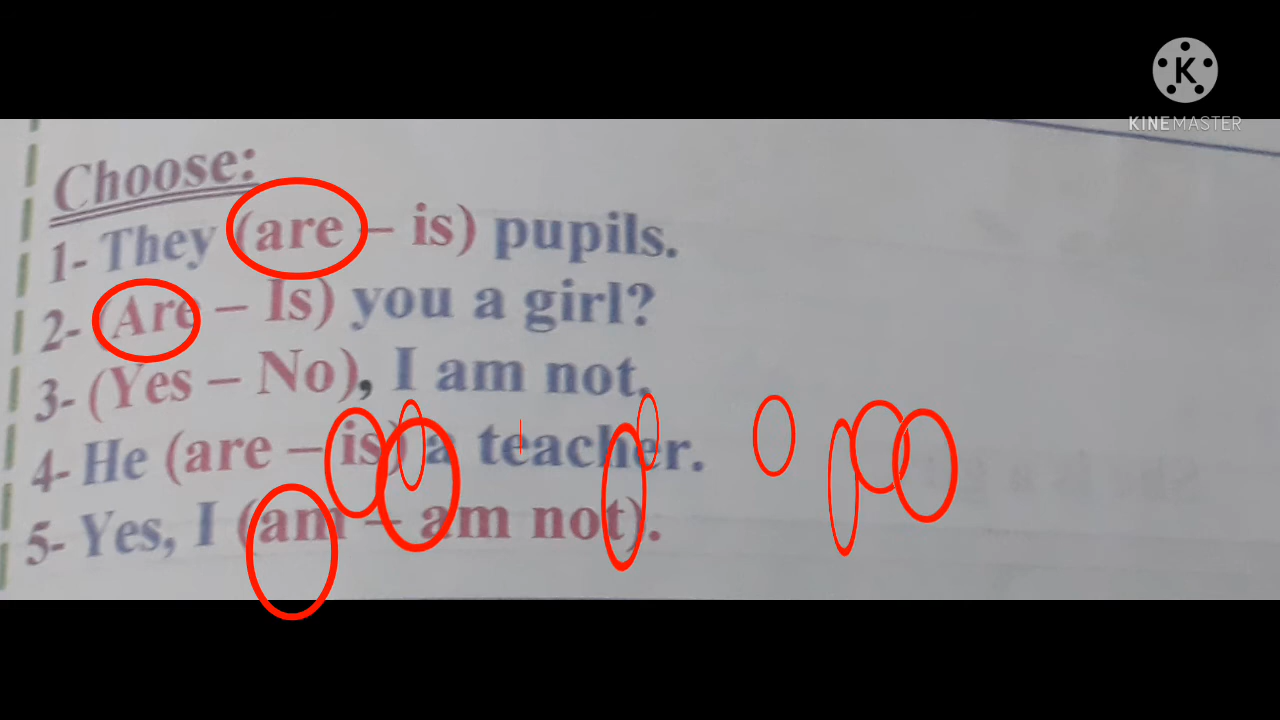 K
KINEMASTER
Choose:
1- They (are – is) pupils.
2- (Are – Is) you a girl?
3- (Yes – No), I am not.
4- He (are – is) a teacher.
5- Yes, I (am – am not).